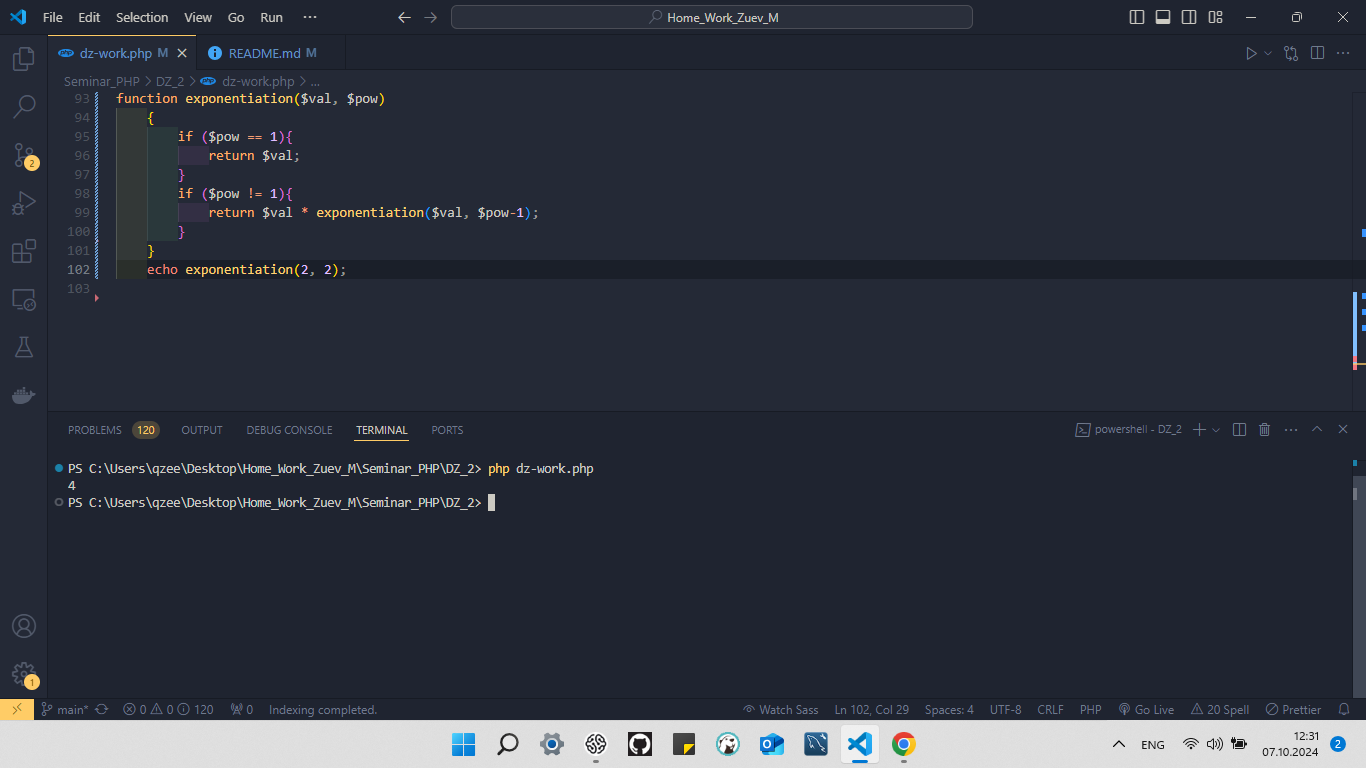 File Edit Selection View Go Run ··· Home_Work_Zuev_M
php dz-work.php M README.md M
Seminar_PHP > DZ_2 > php dz-work.php > ...
93 function exponentiation($val, $pow)
94 {
95 if ($pow == 1){
96 return $val;
97 }
98 if ($pow != 1){
99 return $val * exponentiation($val, $pow-1);
100 }
101 }
102 echo exponentiation(2, 2);
103
2
PROBLEMS 120 OUTPUT DEBUG CONSOLE TERMINAL PORTS powershell - DZ_2
PS C:\Users\qzee\Desktop\Home_Work_Zuev_M\Seminar_PHP\DZ_2> php dz-work.php
4
PS C:\Users\qzee\Desktop\Home_Work_Zuev_M\Seminar_PHP\DZ_2>
1
main* 0 0 120 0 Indexing completed. Watch Sass Ln 102, Col 29 Spaces: 4 UTF-8 CRLF PHP Go Live 20 Spell Prettier
ENG 12:31
07.10.2024 2